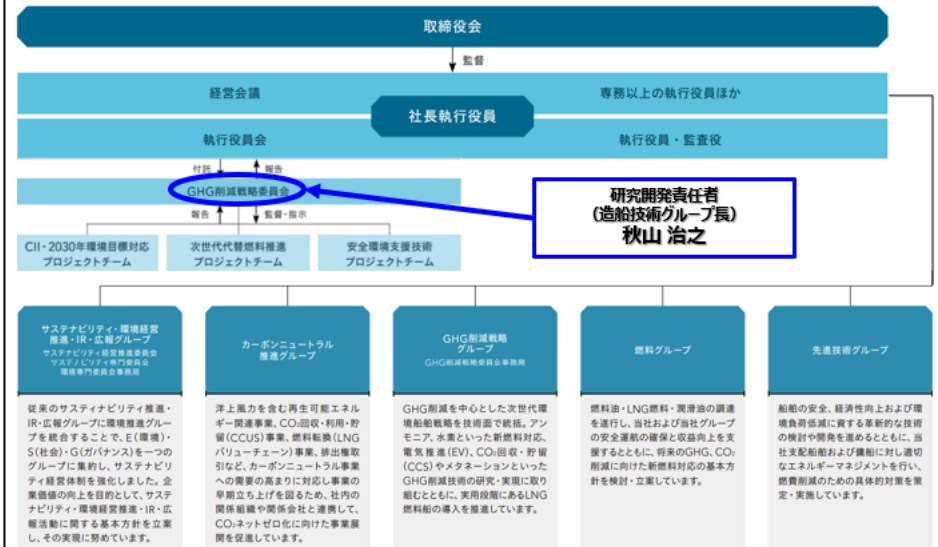 取締役会
監督
経営会議
専務以上の執行役員ほか
社長執行役員
執行役員会
執行役員・監査役
付託
報告
GHG削減戦略委員会
報告
監督・指示
研究開発責任者
(造船技術グループ長)
秋山 治之
CII・2030年環境目標対応
プロジェクトチーム
次世代代替燃料推進
プロジェクトチーム
安全環境支援技術
プロジェクトチーム
サステナビリティ・環境経営
推進・IR・広報グループ
サステナビリティ経営推進委員会
サステナビリティ専門委員会
環境専門委員会事務局
従来のサスティナビリティ推進・
IR・広報グループに環境推進グルー
プを統合することで、E(環境)・
S(社会)・G(ガバナンス)を一つの
グループに集約し、サステナビリ
ティ経営体制を強化しました。企
業価値の向上を目的として、サステ
ナビリティ・環境経営推進・IR・広
報活動に関する基本方針を立案
し、その実現に努めています。
カーボンニュートラル
推進グループ
洋上風力を含む再生可能エネル
ギー関連事業、CO₂回収・利用・貯
留(CCUS)事業、燃料転換(LNG
バリューチェーン)事業、排出権取
引など、カーボンニュートラル事業
への需要の高まりに対応し事業の
早期立ち上げを図るため、社内の
関係組織や関係会社と連携して、
CO₂ネットゼロ化に向けた事業展
開を促進しています。
GHG削減戦略
グループ
GHG削減戦略委員会事務局
GHG削減を中心とした次世代環
境船舶戦略を技術面で統括。アン
モニア、水素といった新燃料対応、
電気推進(EV)、CO₂回収・貯留
(CCS)やメタネーションといった
GHG削減技術の研究・実現に取り
組むとともに、実用段階にあるLNG
燃料船の導入を推進しています。
燃料グループ
燃料油・LNG燃料・潤滑油の調達
を遂行し、当社および当社グループ
の安全運航の確保と収益向上を支
援するとともに、将来のGHG、CO₂
削減に向けた新燃料対応の基本方
針を検討・立案しています。
先進技術グループ
船舶の安全、経済性向上および環
境負荷低減に資する革新的な技術
の検討や開発を進めるとともに、当
社支配船舶および傭船に対し適切
なエネルギーマネジメントを行い、
燃費削減のための具体的対策を策
定・実施しています。